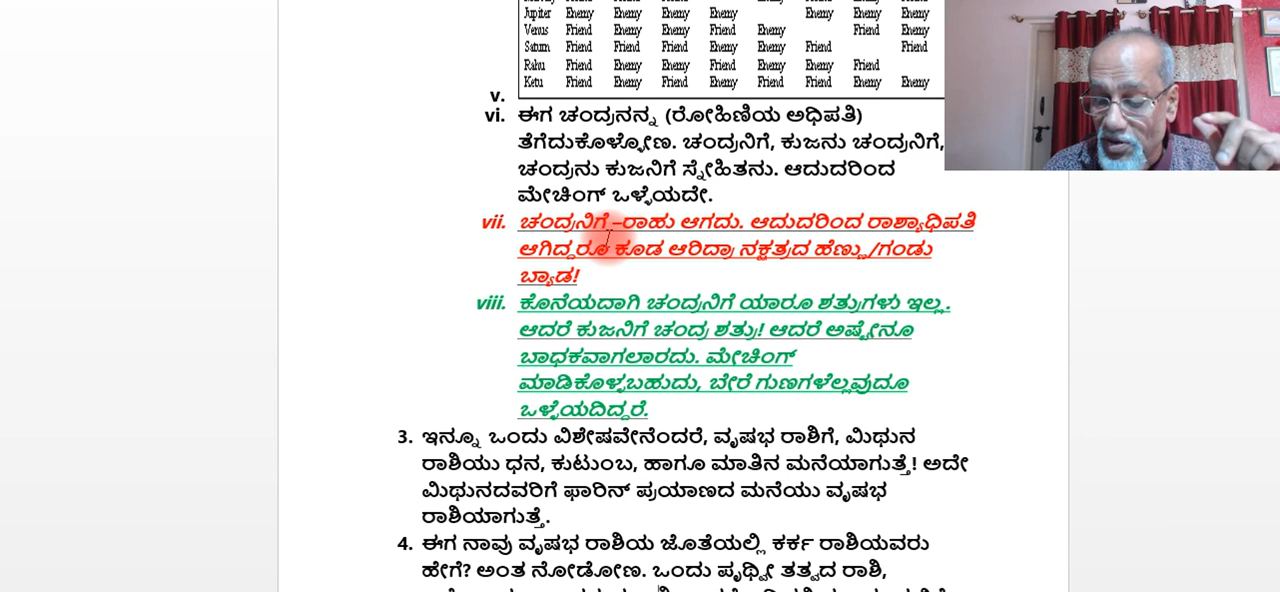 Jupiter Enemy Enemy Enemy Enemy Enemy Enemy Enemy
Venus Friend Enemy Enemy Friend Enemy Friend Enemy
Saturn Friend Friend Friend Enemy Enemy Friend Friend
Rahu Friend Enemy Enemy Friend Enemy Enemy Friend
Ketu Friend Enemy Friend Enemy Friend Friend Enemy Enemy
v.
vi. ಈಗ ಚಂದ್ರನನ್ನ (ರೋಹಿಣಿಯ ಅಧಿಪತಿ)
ತೆಗೆದುಕೊಳ್ಳೋಣ. ಚಂದ್ರನಿಗೆ, ಕುಜನು ಚಂದ್ರನಿಗೆ,
ಚಂದ್ರನು ಕುಜನಿಗೆ ಸ್ನೇಹಿತನು. ಆದುದರಿಂದ
ಮೇಚಿಂಗ್ ಒಳ್ಳೆಯದೇ.
vii. ಚಂದ್ರನಿಗೆ –ರಾಹು ಆಗದು. ಆದುದರಿಂದ ರಾಶ್ಯಾಧಿಪತಿ
ಆಗಿದ್ದರೂ ಕೂಡ ಆರಿದ್ರಾ ನಕ್ಷತ್ರದ ಹೆಣ್ಣು/ಗಂಡು
ಬ್ಯಾಡ!
viii. ಕೊನೆಯದಾಗಿ ಚಂದ್ರನಿಗೆ ಯಾರೂ ಶತ್ರುಗಳು ಇಲ್ಲ.
ಆದರೆ ಕುಜನಿಗೆ ಚಂದ್ರ ಶತ್ರು! ಆದರೆ ಅಷ್ಟೇನೂ
ಬಾಧಕವಾಗಲಾರದು. ಮೇಚಿಂಗ್
ಮಾಡಿಕೊಳ್ಳಬಹುದು, ಬೇರೆ ಗುಣಗಳೆಲ್ಲವುದೂ
ಒಳ್ಳೆಯದಿದ್ದರೆ.
3. ಇನ್ನೂ ಒಂದು ವಿಶೇಷವೇನೆಂದರೆ, ವೃಷಭ ರಾಶಿಗೆ, ಮಿಥುನ
ರಾಶಿಯು ಧನ, ಕುಟುಂಬ, ಹಾಗೂ ಮಾತಿನ ಮನೆಯಾಗುತ್ತೆ! ಅದೇ
ಮಿಥುನದವರಿಗೆ ಫಾರಿನ್ ಪ್ರಯಾಣದ ಮನೆಯು ವೃಷಭ
ರಾಶಿಯಾಗುತ್ತೆ.
4. ಈಗ ನಾವು ವೃಷಭ ರಾಶಿಯ ಜೊತೆಯಲ್ಲಿ ಕರ್ಕ ರಾಶಿಯವರು
ಹೇಗೆ? ಅಂತ ನೋಡೋಣ. ಒಂದು ಪೃಥ್ವೀ ತತ್ವದ ರಾಶಿ,